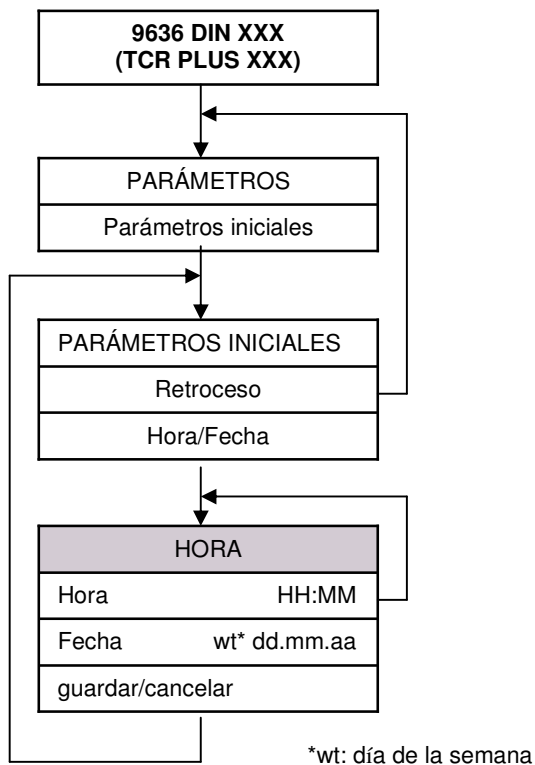 9636 DIN XXX
(TCR PLUS XXX)
PARÁMETROS
Parámetros iniciales
PARÁMETROS INICIALES
Retroceso
Hora/Fecha
HORA
Hora HH:MM
Fecha wt* dd.mm.aa
guardar/cancelar
*wt: día de la semana